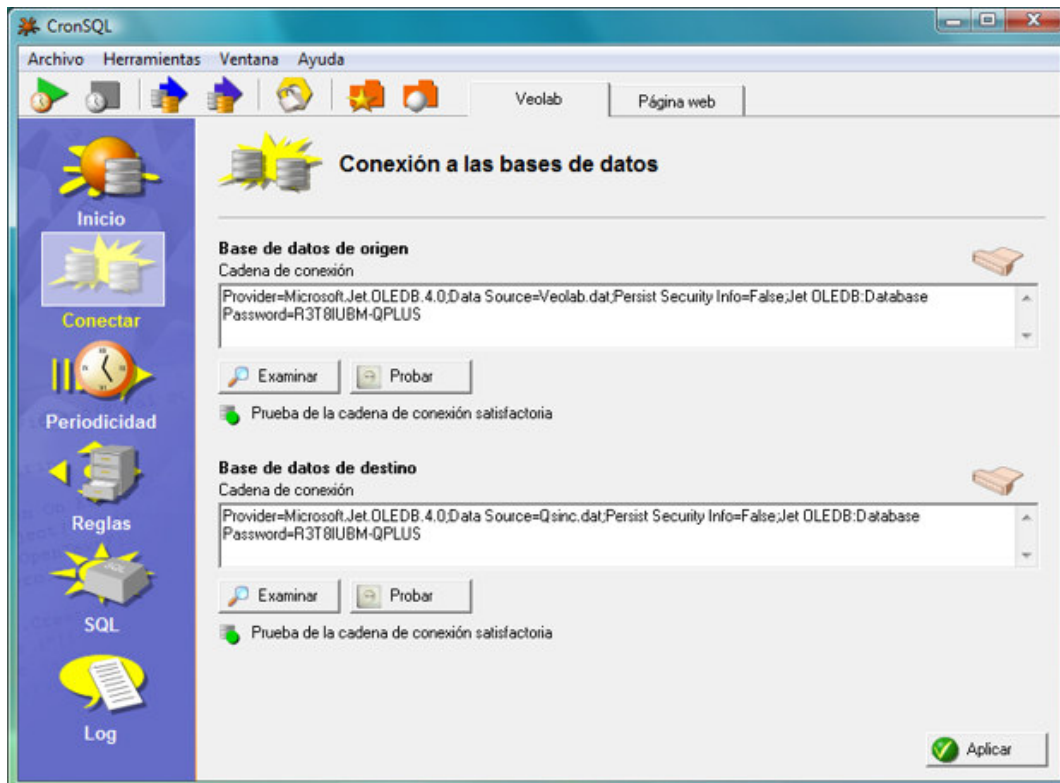 CronSQL
Archivo Herramientas Ventana Ayuda
Veolab Página web
Inicio
Conectar
Periodicidad
Reglas
SQL
Log
Conexión a las bases de datos
Base de datos de origen
Cadena de conexión
Provider=Microsoft.Jet.OLEDB.4.0;Data Source=Veolab.dat;Persist Security Info=False;Jet OLEDB:Database
Password=R3T8IUBM-QPLUS
Examinar Probar
Prueba de la cadena de conexión satisfactoria
Base de datos de destino
Cadena de conexión
Provider=Microsoft.Jet.OLEDB.4.0;Data Source=Qsinc.dat;Persist Security Info=False;Jet OLEDB:Database
Password=R3T8IUBM-QPLUS
Examinar Probar
Prueba de la cadena de conexión satisfactoria
Aplicar